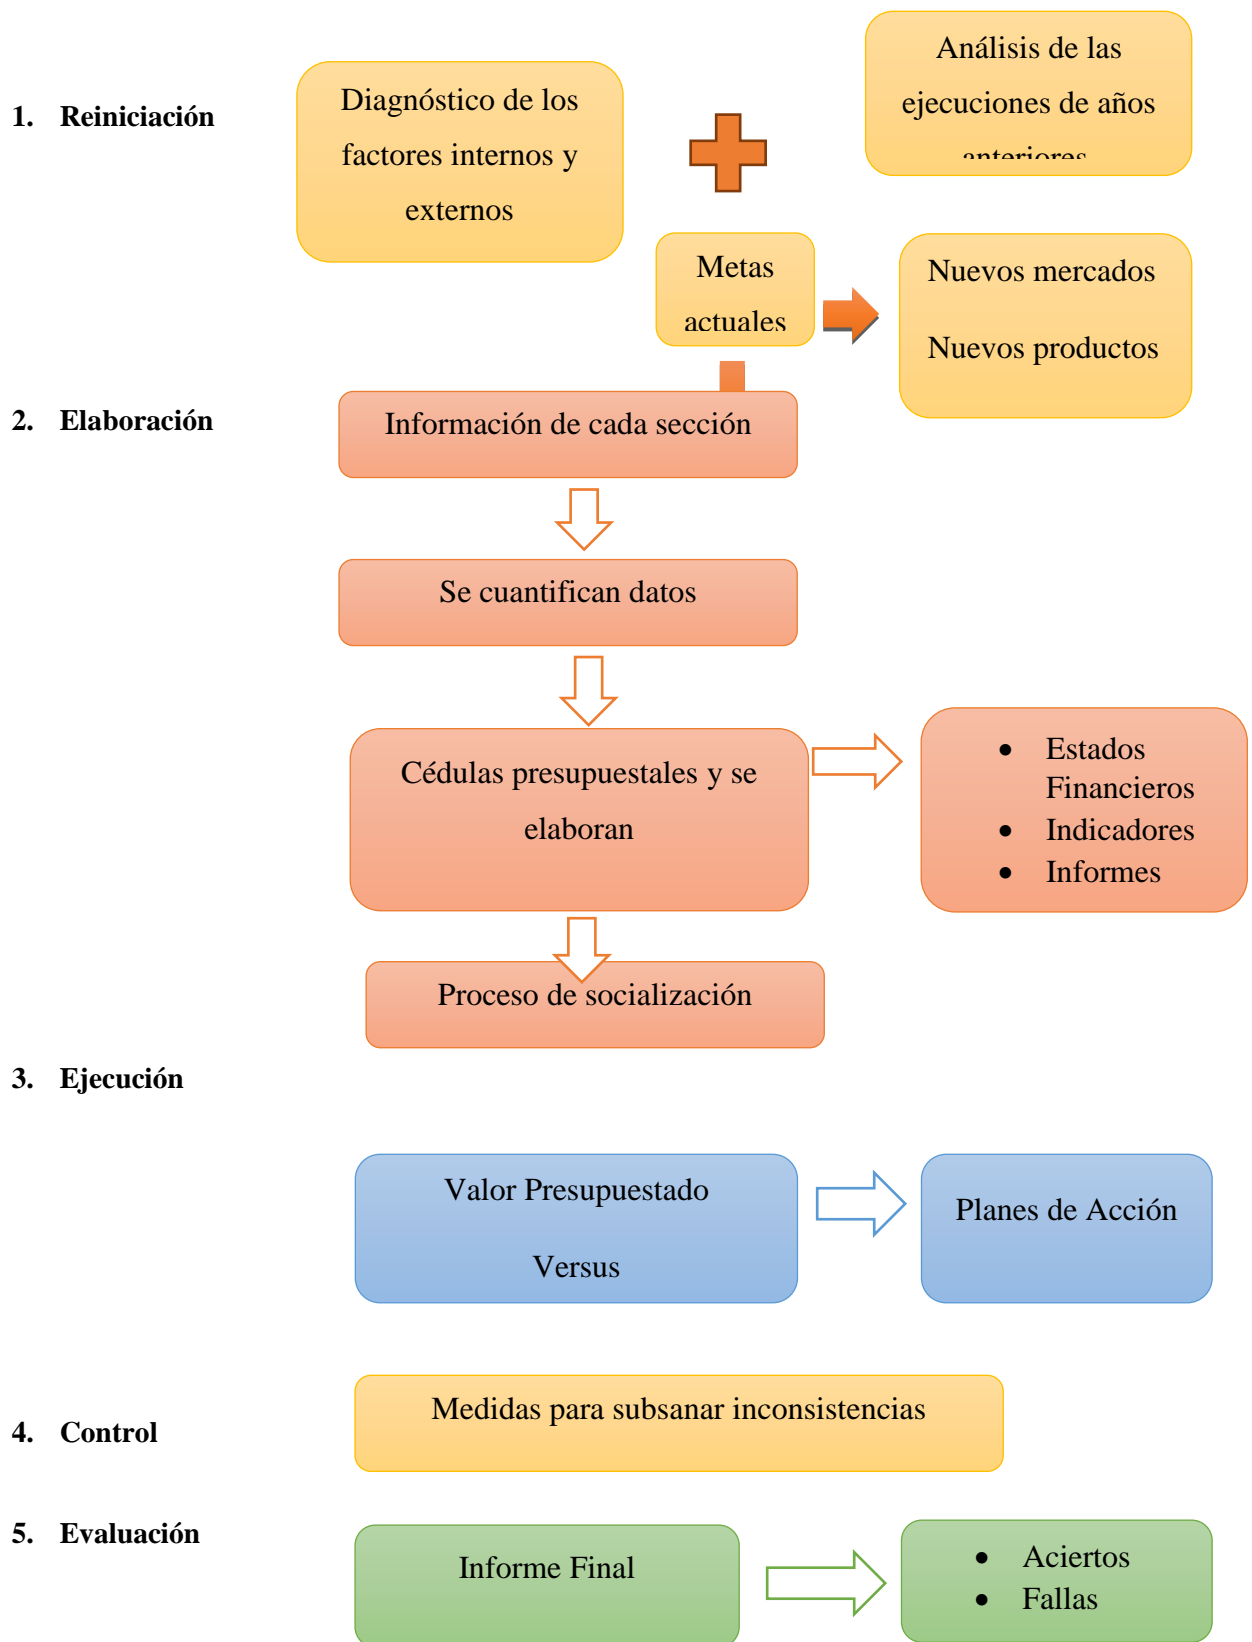 1. Reiniciación
Diagnóstico de los
factores internos y
externos
Análisis de las
ejecuciones de años
anteriores
Metas
actuales
Nuevos mercados
Nuevos productos
2. Elaboración
Información de cada sección
Se cuantifican datos
Cédulas presupuestales y se
elaboran
• Estados
Financieros
• Indicadores
• Informes
Proceso de socialización
3. Ejecución
Valor Presupuestado
Versus
Planes de Acción
4. Control
Medidas para subsanar inconsistencias
5. Evaluación
Informe Final
• Aciertos
• Fallas